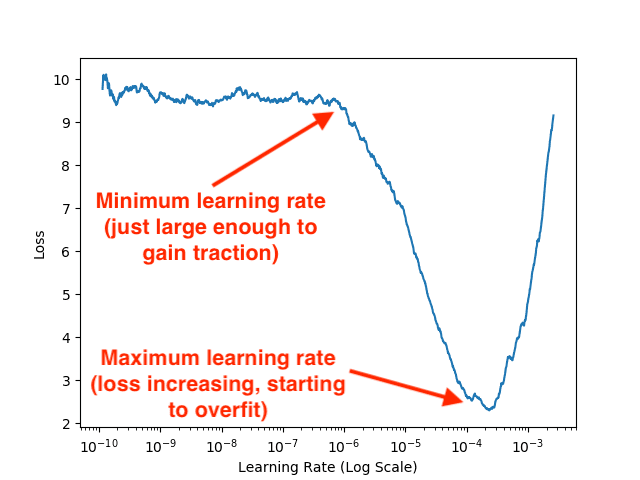 10
9
8
7
6
5
4
3
2
Loss
Minimum learning rate
(just large enough to
gain traction)
Maximum learning rate
(loss increasing, starting
to overfit)
10⁻¹⁰ 10⁻⁹ 10⁻⁸ 10⁻⁷ 10⁻⁶ 10⁻⁵ 10⁻⁴ 10⁻³
Learning Rate (Log Scale)